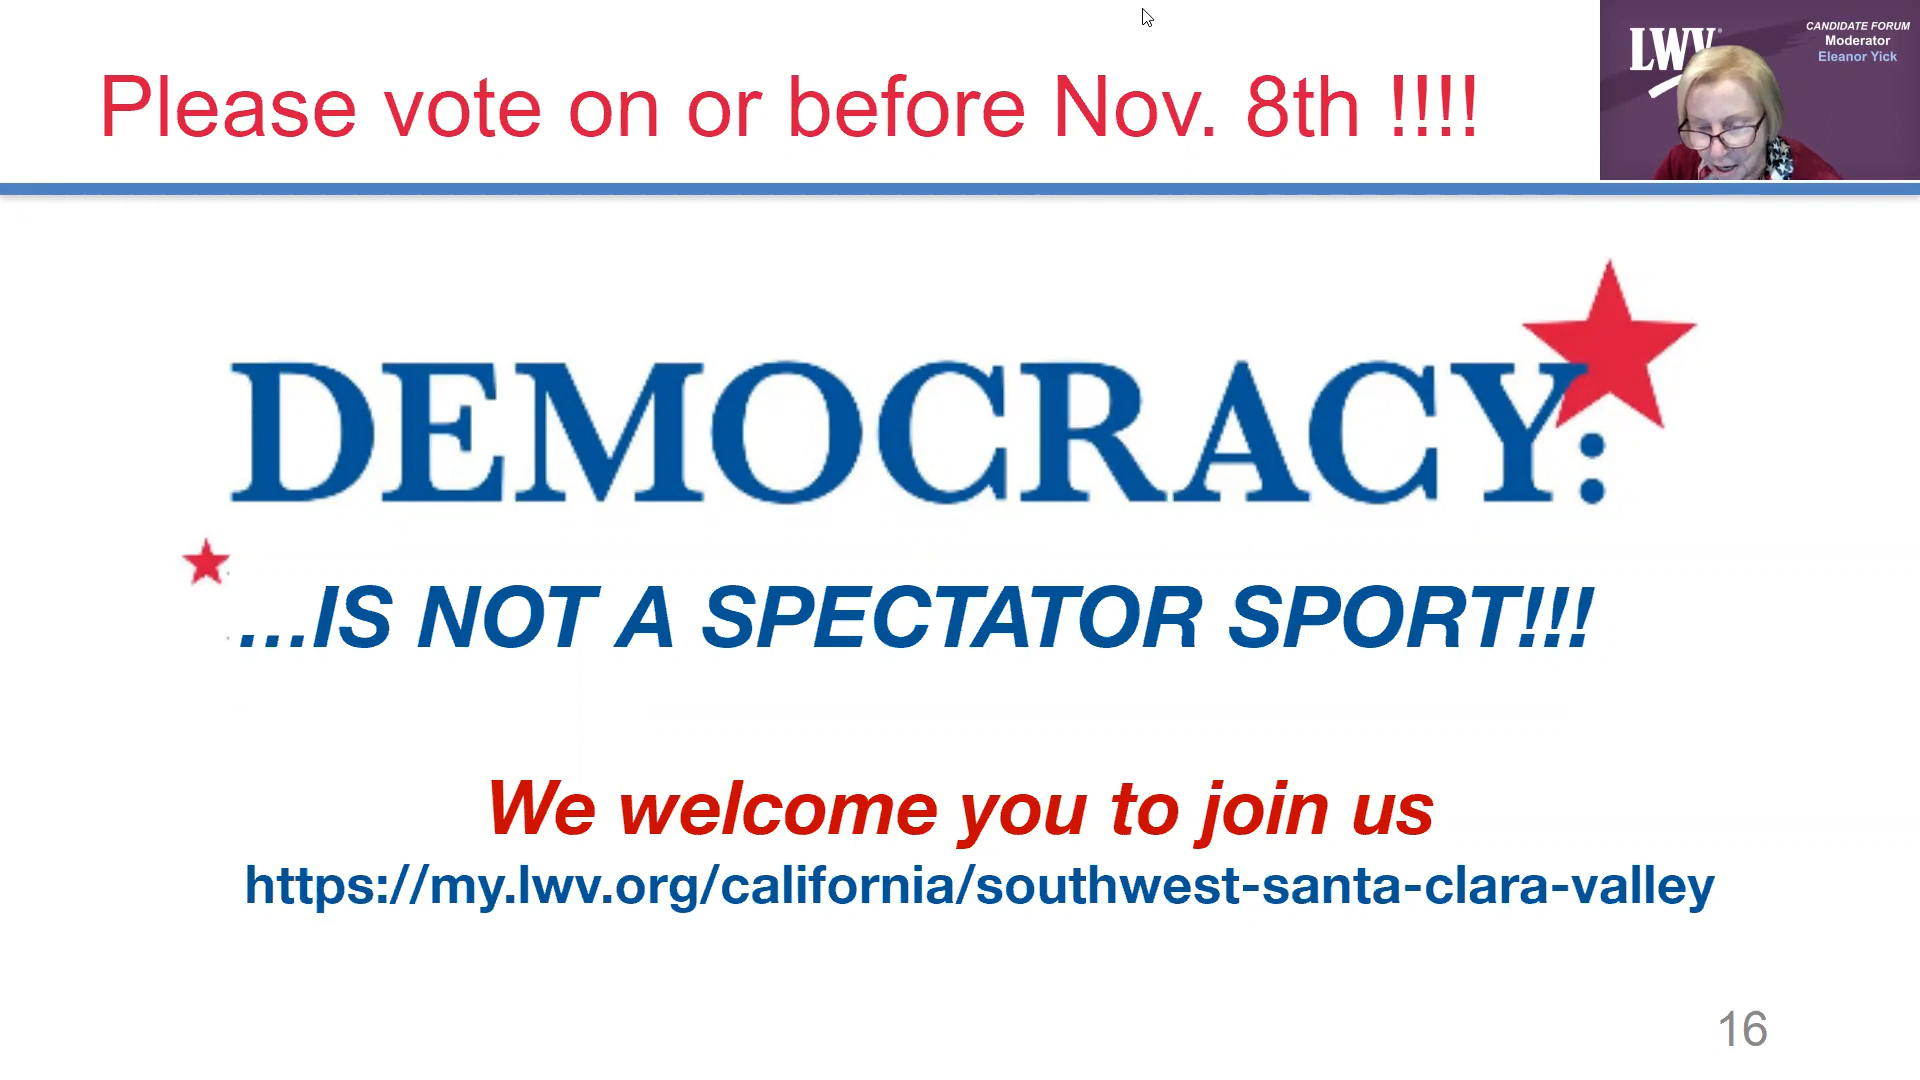 Please vote on or before Nov. 8th !!!!
LWV
CANDIDATE FORUM
Moderator
Eleanor Yick
DEMOCRACY:
...IS NOT A SPECTATOR SPORT!!!
We welcome you to join us
https://my.lwv.org/california/southwest-santa-clara-valley
16